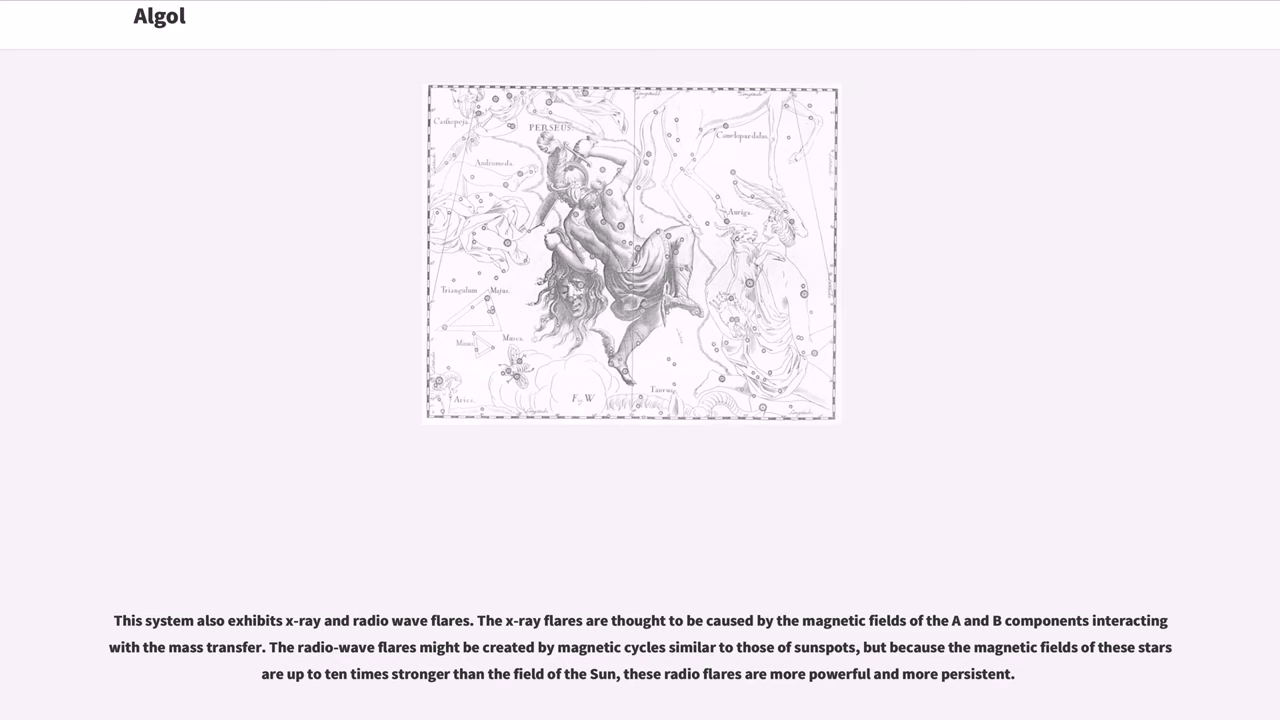 Algol
Cassiopeja.
PERSEUS.
Camelopardalus.
Andromeda.
Auriga.
Triangulum Majus.
Musca.
Taurus.
Aries.
Fig W
This system also exhibits x-ray and radio wave flares. The x-ray flares are thought to be caused by the magnetic fields of the A and B components interacting
with the mass transfer. The radio-wave flares might be created by magnetic cycles similar to those of sunspots, but because the magnetic fields of these stars
are up to ten times stronger than the field of the Sun, these radio flares are more powerful and more persistent.